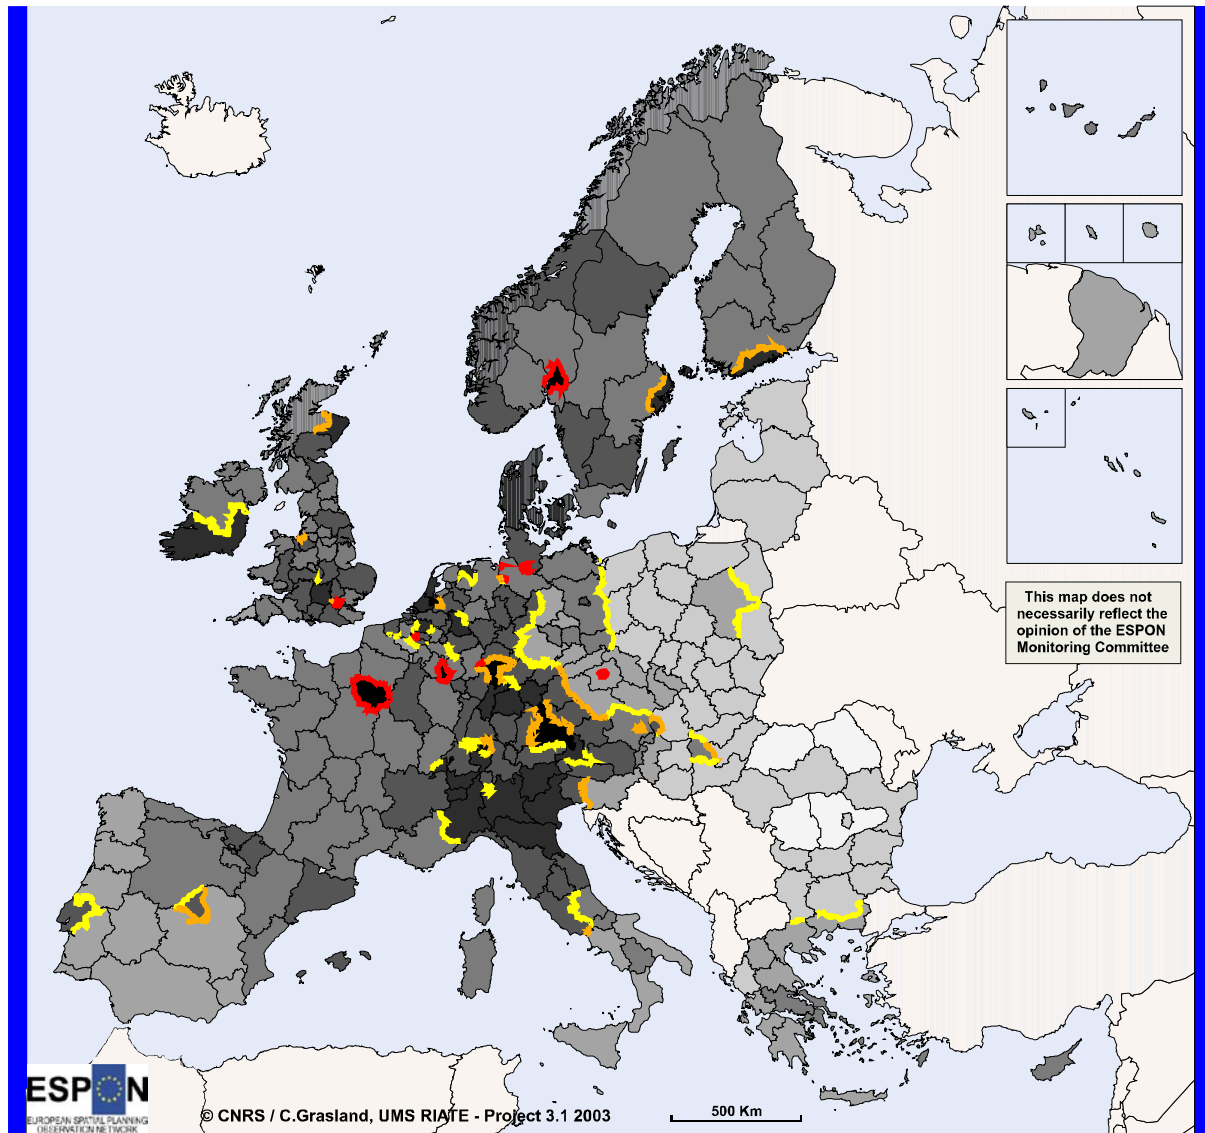 This map does not
necessarily reflect the
opinion of the ESPON
Monitoring Committee
ESPON
EUROPEAN SPATIAL PLANNING
OBSERVATION NETWORK
© CNRS / C.Grasland, UMS RIATE - Project 3.1 2003
500 Km